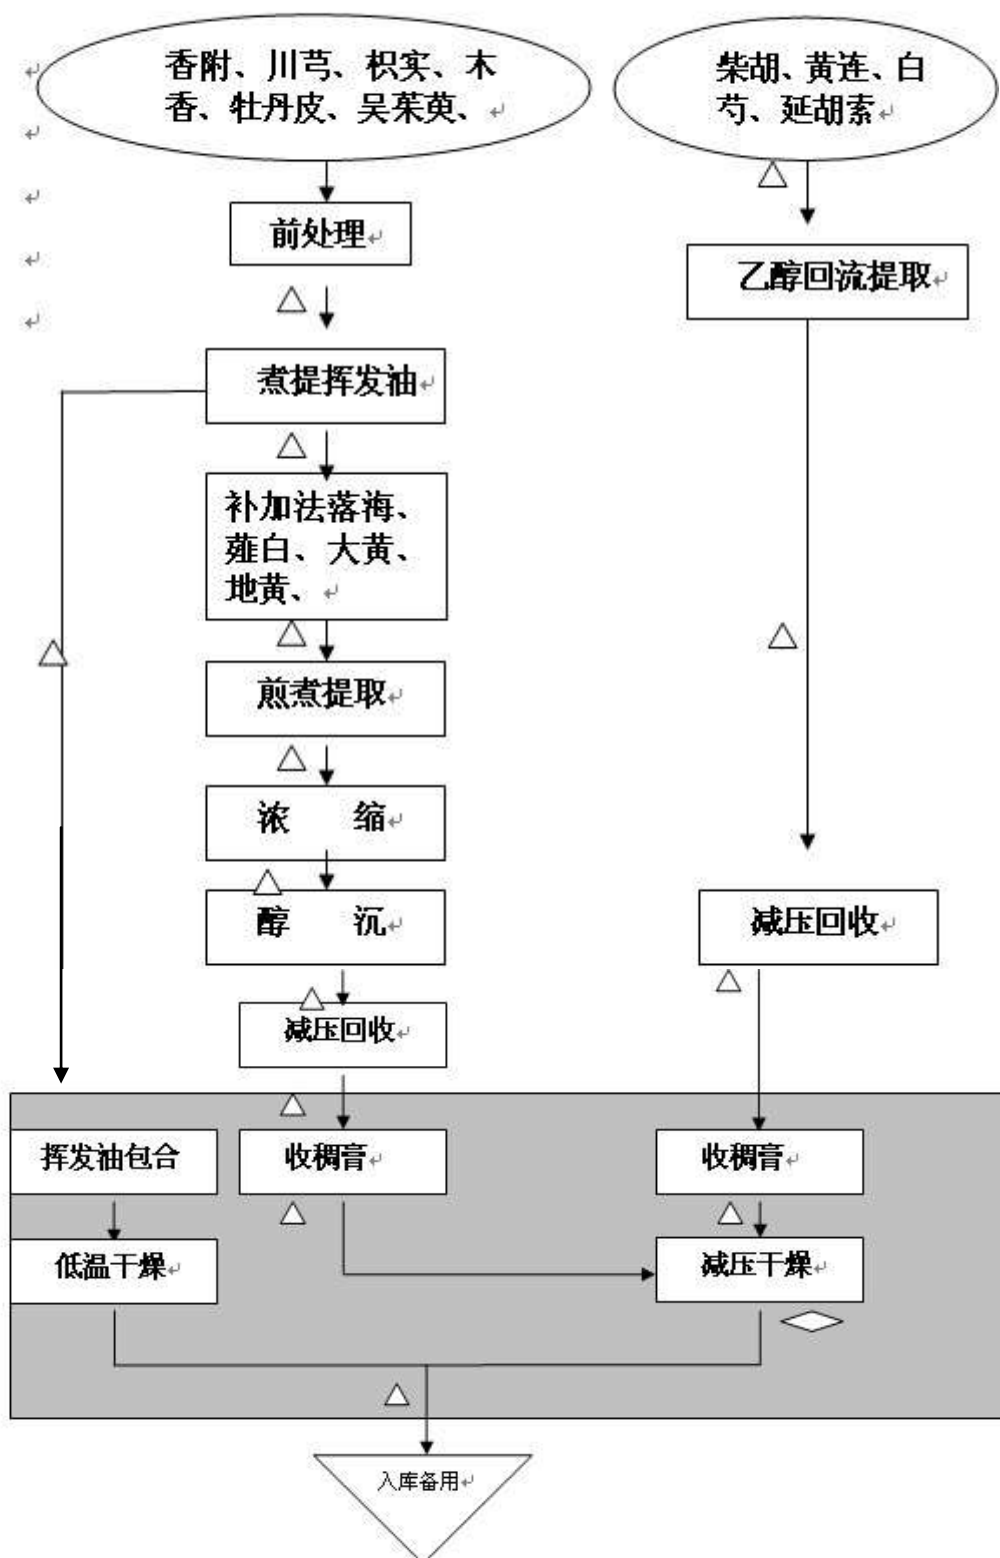 香附、川芎、枳实、木
香、牡丹皮、吴茱萸、
柴胡、黄连、白
芍、延胡索
前处理
乙醇回流提取
煮提挥发油
补加法落海、
薤白、大黄、
地黄、
煎煮提取
浓 缩
醇 沉
减压回收
减压回收
挥发油包合
收稠膏
收稠膏
低温干燥
减压干燥
入库备用